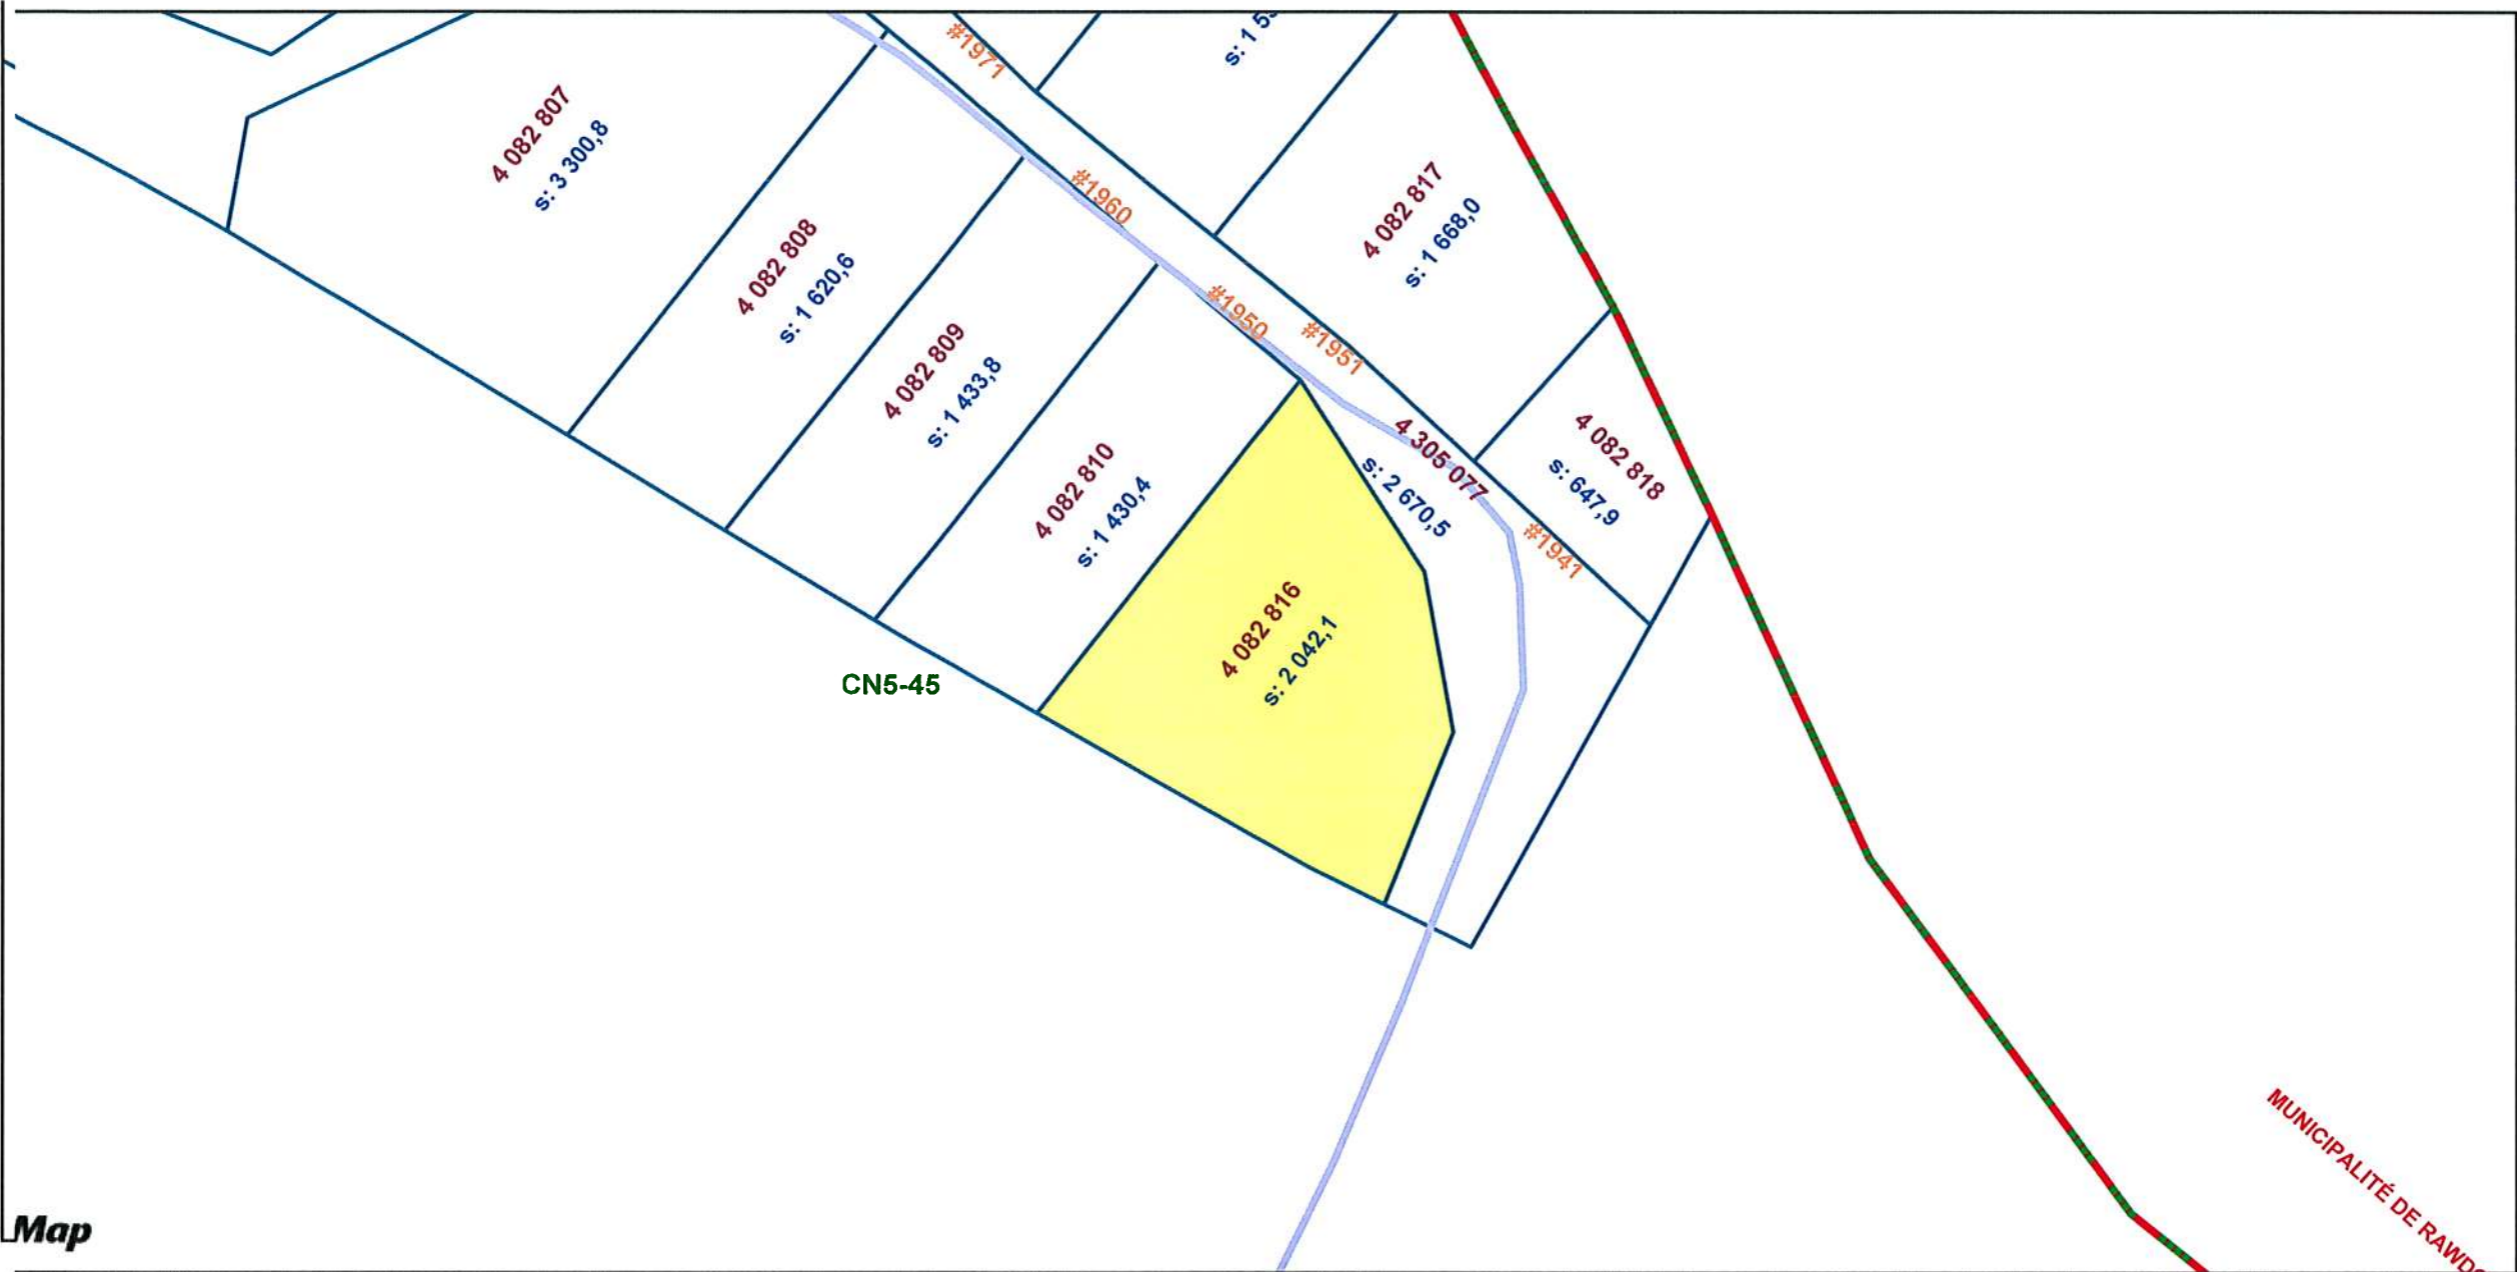 #1971
s: 1 5
4 082 807
s: 3 300,8
4 082 808
s: 1 620,6
#1960
4 082 817
s: 1 668,0
4 082 809
s: 1 433,8
#1950
#1951
4 082 810
s: 1 430,4
4 305 077
s: 2 670,5
4 082 818
s: 647,9
#1941
4 082 816
s: 2 042,1
CN5-45
MUNICIPALITÉ DE RAWD
Map